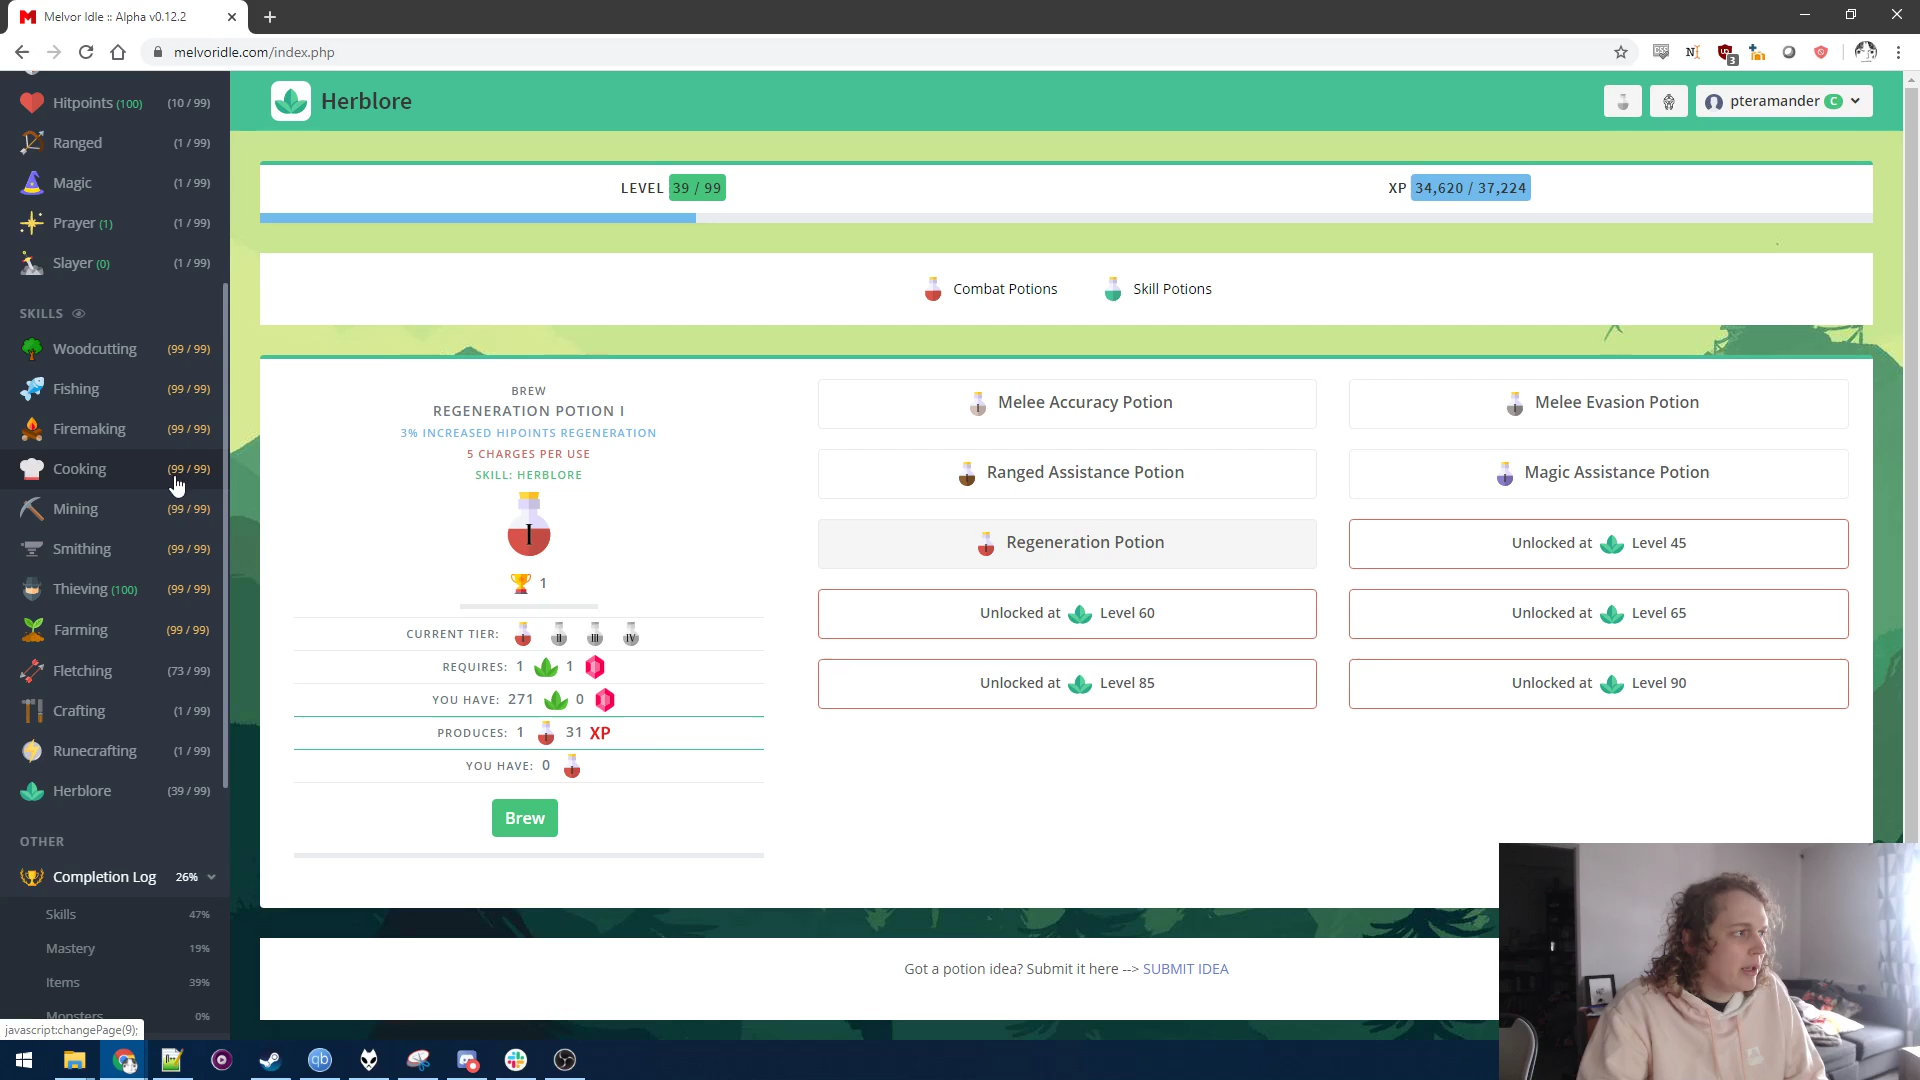 Melvor Idle :: Alpha v0.12.2
melvoridle.com/index.php
3
Hitpoints (100) (10 / 99)
Ranged (1 / 99)
Magic (1 / 99)
Prayer (1) (1 / 99)
Slayer (0) (1 / 99)
SKILLS
Woodcutting (99 / 99)
Fishing (99 / 99)
Firemaking (99 / 99)
Cooking (99 / 99)
Mining (99 / 99)
Smithing (99 / 99)
Thieving (100) (99 / 99)
Farming (99 / 99)
Fletching (73 / 99)
Crafting (1 / 99)
Runecrafting (1 / 99)
Herblore (39 / 99)
OTHER
Completion Log 26%
Skills 47%
Mastery 19%
Items 39%
Monsters 0%
javascript:changePage(9);
Herblore
pteramander C
LEVEL 39 / 99
XP 34,620 / 37,224
Combat Potions
Skill Potions
BREW
REGENERATION POTION I
3% INCREASED HIPOINTS REGENERATION
5 CHARGES PER USE
SKILL: HERBLORE
I
1
CURRENT TIER: I II III IV
REQUIRES: 1 1
YOU HAVE: 271 0
PRODUCES: 1 31 XP
YOU HAVE: 0
Brew
Melee Accuracy Potion
Melee Evasion Potion
Ranged Assistance Potion
Magic Assistance Potion
Regeneration Potion
Unlocked at Level 45
Unlocked at Level 60
Unlocked at Level 65
Unlocked at Level 85
Unlocked at Level 90
Got a potion idea? Submit it here --> SUBMIT IDEA